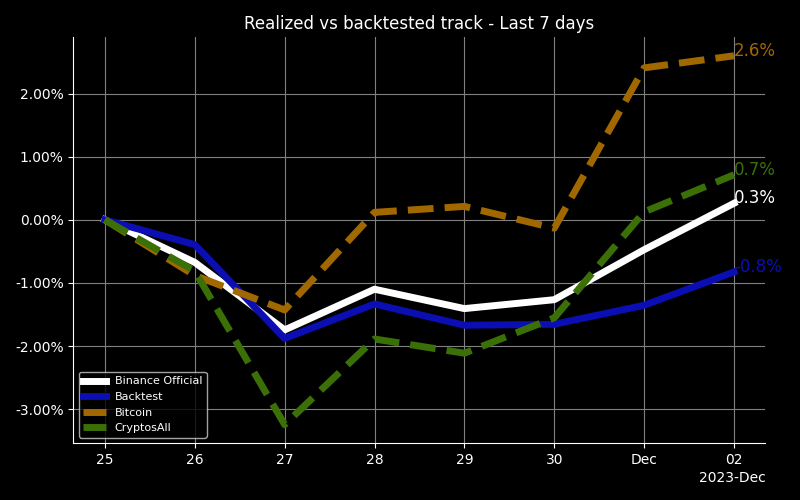 Realized vs backtested track - Last 7 days
2.6%
2.00%
1.00%
0.7%
0.3%
0.00%
-0.8%
-1.00%
-2.00%
-3.00%
Binance Official
Backtest
Bitcoin
CryptosAll
25 26 27 28 29 30 Dec 02
2023-Dec